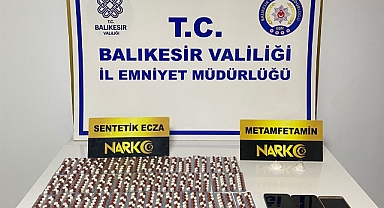 T.C.
BALIKESİR
VALİLİĞİ
BALIKESİR VALİLİĞİ
İL EMNİYET MÜDÜRLÜĞÜ
SENTETİK ECZA
NARKO
METAMFETAMİN
NARKO